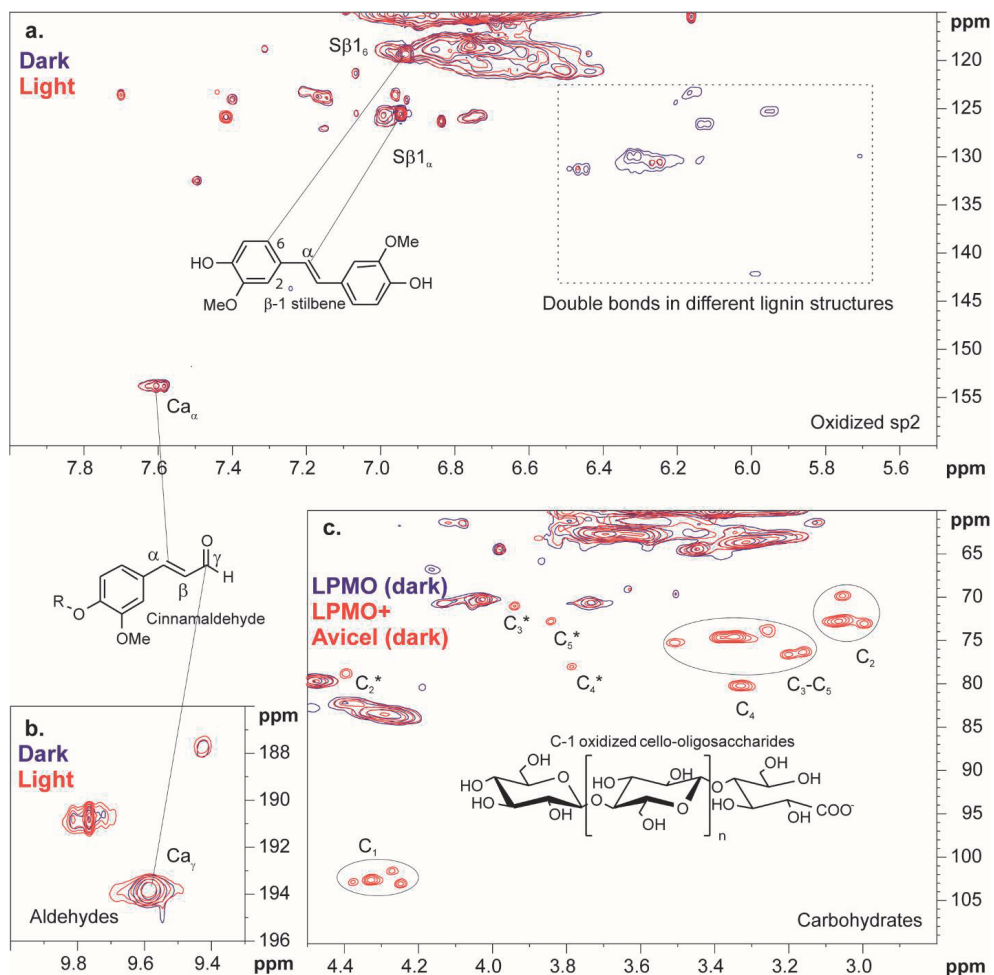 a.
Dark
Light
Sβ1₆
Sβ1α
6
α
OMe
HO
OH
2
MeO
β-1 stilbene
Double bonds in different lignin structures
Caα
Oxidized sp2
ppm
120
125
130
135
140
145
150
155
7.8 7.6 7.4 7.2 7.0 6.8 6.6 6.4 6.2 6.0 5.8 5.6
ppm ppm
O
α
γ
H
β
R-O
Cinnamaldehyde
OMe
b.
Dark
Light
Caγ
Aldehydes
ppm
188
190
192
194
196
9.8 9.6 9.4
ppm
c.
LPMO (dark)
LPMO+
Avicel (dark)
C₃*
C₅*
C₂*
C₄*
C₂
C₃-C₅
C₄
C-1 oxidized cello-oligosaccharides
OH
HO
HO
OH
O
O
HO
OH
O
OH
O
n
OH
OH
HO
OH
COO⁻
C₁
Carbohydrates
ppm
65
70
75
80
85
90
95
100
105
4.4 4.2 4.0 3.8 3.6 3.4 3.2 3.0
ppm